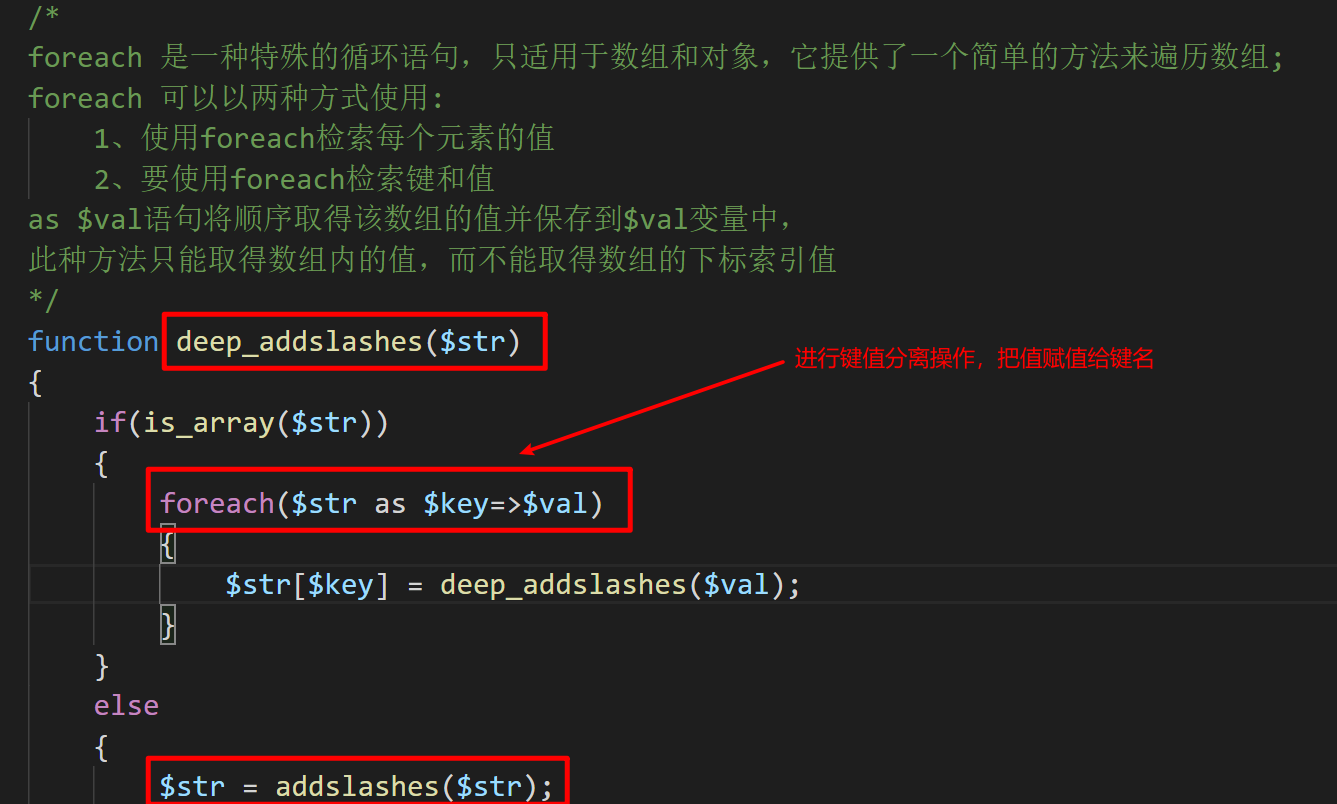 /*
foreach 是一种特殊的循环语句，只适用于数组和对象，它提供了一个简单的方法来遍历数组;
foreach 可以以两种方式使用:
1、使用foreach检索每个元素的值
2、要使用foreach检索键和值
as $val语句将顺序取得该数组的值并保存到$val变量中，
此种方法只能取得数组内的值，而不能取得数组的下标索引值
*/
function deep_addslashes($str)
进行键值分离操作，把值赋值给键名
{
if(is_array($str))
{
foreach($str as $key=>$val)
{
$str[$key] = deep_addslashes($val);
}
}
else
{
$str = addslashes($str);